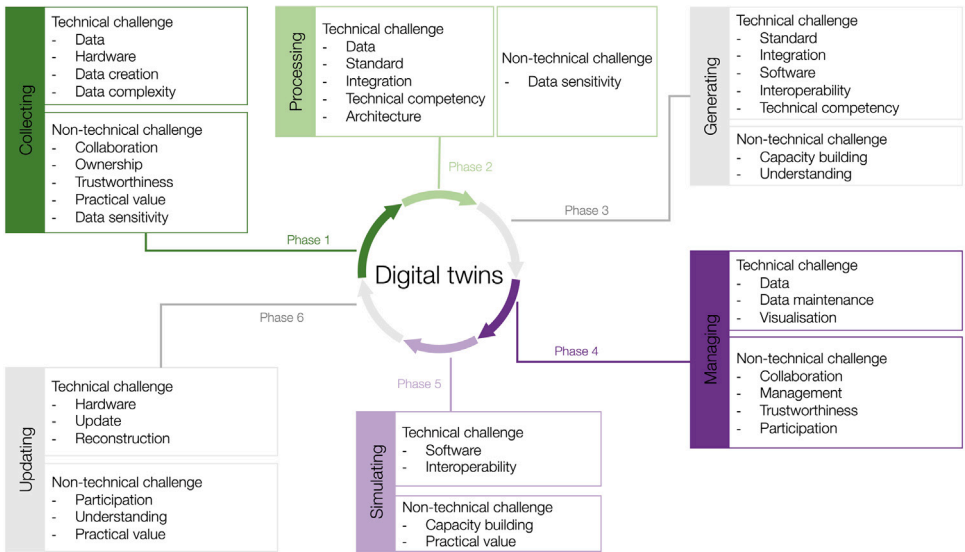 Collecting
Technical challenge
- Data
- Hardware
- Data creation
- Data complexity
Non-technical challenge
- Collaboration
- Ownership
- Trustworthiness
- Practical value
- Data sensitivity
Phase 1
Processing
Technical challenge
- Data
- Standard
- Integration
- Technical competency
- Architecture
Non-technical challenge
- Data sensitivity
Phase 2
Generating
Technical challenge
- Standard
- Integration
- Software
- Interoperability
- Technical competency
Non-technical challenge
- Capacity building
- Understanding
Phase 3
Digital twins
Managing
Technical challenge
- Data
- Data maintenance
- Visualisation
Non-technical challenge
- Collaboration
- Management
- Trustworthiness
- Participation
Phase 4
Simulating
Technical challenge
- Software
- Interoperability
Non-technical challenge
- Capacity building
- Practical value
Phase 5
Updating
Technical challenge
- Hardware
- Update
- Reconstruction
Non-technical challenge
- Participation
- Understanding
- Practical value
Phase 6